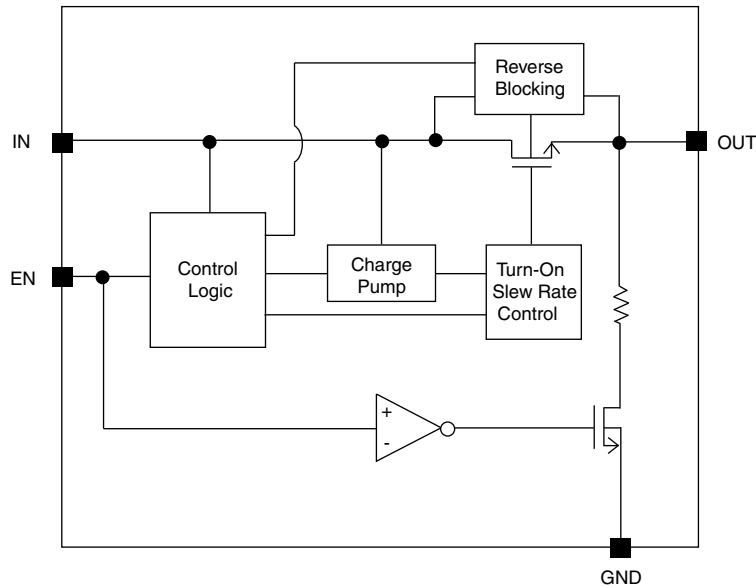 Reverse
Blocking
IN
OUT
EN
Control
Logic
Charge
Pump
Turn-On
Slew Rate
Control
+
-
GND